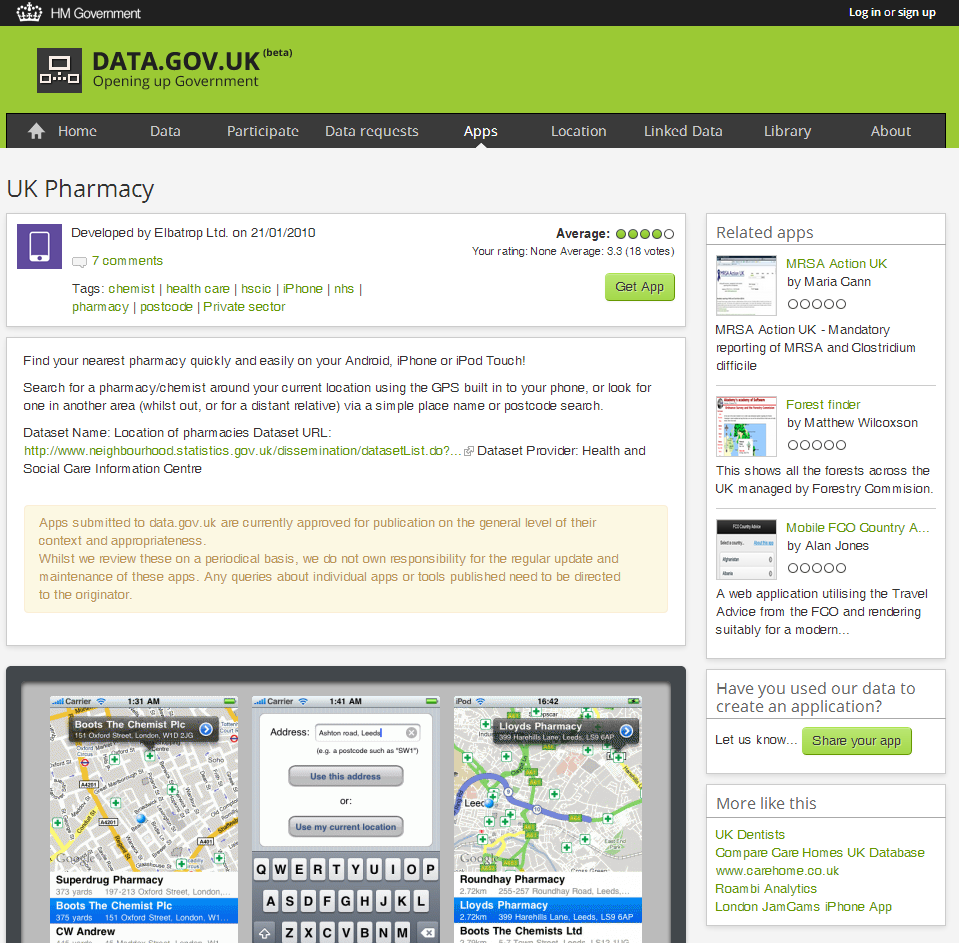 HM Government
Log in or sign up
DATA.GOV.UK (beta)
Opening up Government
Home Data Participate Data requests Apps Location Linked Data Library About
UK Pharmacy
Developed by Elbatrop Ltd. on 21/01/2010
7 comments
Tags: chemist | health care | hscic | iPhone | nhs |
pharmacy | postcode | Private sector
Average:
Your rating: None Average: 3.3 (18 votes)
Get App
Find your nearest pharmacy quickly and easily on your Android, iPhone or iPod Touch!
Search for a pharmacy/chemist around your current location using the GPS built in to your phone, or look for
one in another area (whilst out, or for a distant relative) via a simple place name or postcode search.
Dataset Name: Location of pharmacies Dataset URL:
http://www.neighbourhood.statistics.gov.uk/dissemination/datasetList.do?... Dataset Provider: Health and
Social Care Information Centre
Apps submitted to data.gov.uk are currently approved for publication on the general level of their
context and appropriateness.
Whilst we review these on a periodical basis, we do not own responsibility for the regular update and
maintenance of these apps. Any queries about individual apps or tools published need to be directed
to the originator.
Carrier 1:31 AM
Boots The Chemist Plc
151 Oxford Street, London, W1D 2JG
Soho
A4201
A4201
A401
Google
Superdrug Pharmacy
373 yards 197-213 Oxford Street, London,...
Boots The Chemist Plc
375 yards 151 Oxford Street, London, W1...
CW Andrew
Carrier 1:41 AM
Address: Ashton road, Leeds
(e.g. a postcode such as "SW1")
Use this address
or:
Use my current location
Q W E R T Y U I O P
A S D F G H J K L
Z X C V B N M
iPod 16:42
Lloyds Pharmacy
399 Harehills Lane, Leeds, LS9 6AP
Leed
Google
Roundhay Pharmacy
2.72km 255-257 Roundhay Road, Leeds,...
Lloyds Pharmacy
2.72km 399 Harehills Lane, Leeds, LS9 6AP
Boots The Chemists Ltd
Related apps
MRSA Action UK
by Maria Gann
MRSA Action UK - Mandatory
reporting of MRSA and Clostridium
difficile
Forest finder
by Matthew Wilcoxson
This shows all the forests across the
UK managed by Forestry Commision.
Mobile FCO Country A...
by Alan Jones
A web application utilising the Travel
Advice from the FCO and rendering
suitably for a modern...
Have you used our data to
create an application?
Let us know... Share your app
More like this
UK Dentists
Compare Care Homes UK Database
www.carehome.co.uk
Roambi Analytics
London JamCams iPhone App